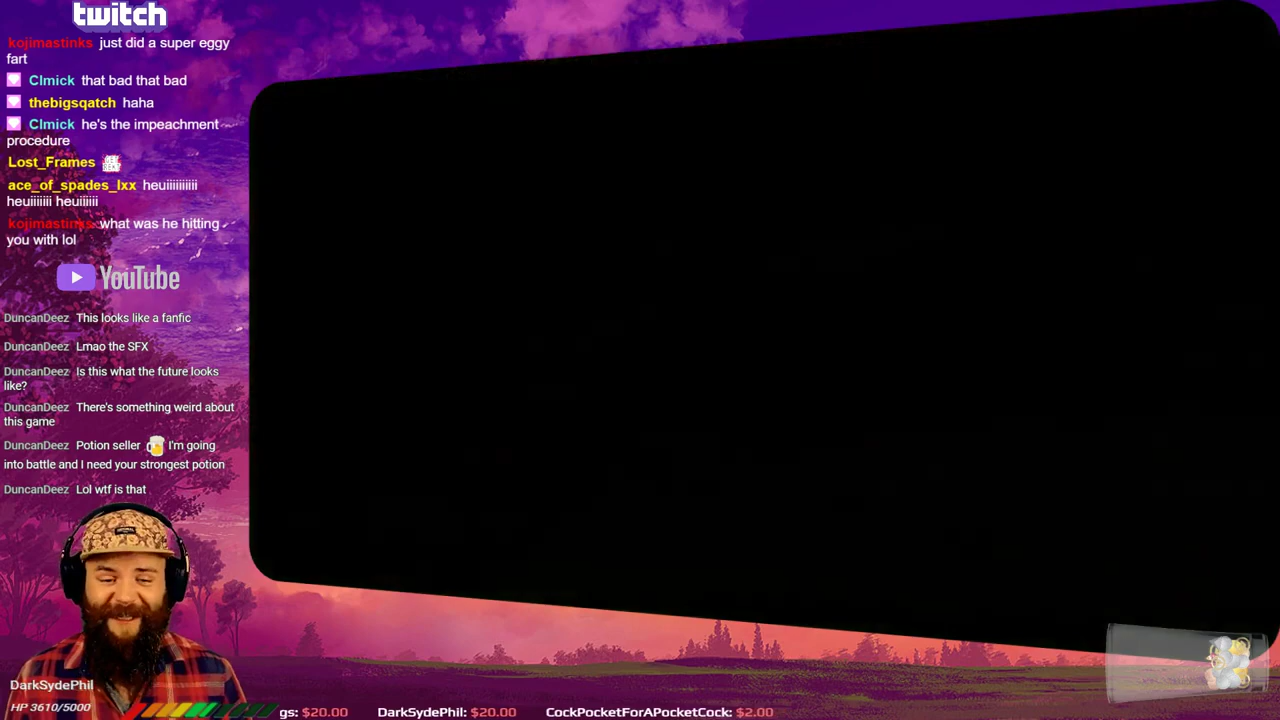 twitch
kojimastinks just did a super eggy
fart
Clmick that bad that bad
thebigsqatch haha
Clmick he's the impeachment
procedure
Lost_Frames
ace_of_spades_lxx heuiiiiiiiiii
heuiiiiiii heuiiiiii
kojimastinks what was he hitting
you with lol
YouTube
DuncanDeez This looks like a fanfic
DuncanDeez Lmao the SFX
DuncanDeez Is this what the future looks
like?
DuncanDeez There's something weird about
this game
DuncanDeez Potion seller I'm going
into battle and I need your strongest potion
DuncanDeez Lol wtf is that
DarkSydePhil
HP 3610/5000
gs: $20.00 DarkSydePhil: $20.00 CockPocketForAPocketCock: $2.00